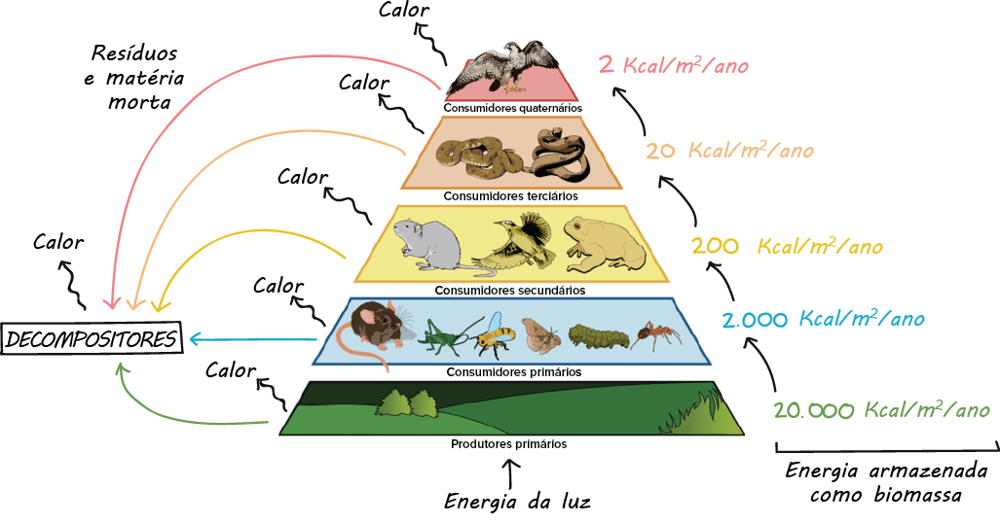 Calor
Resíduos
e matéria
morta
2 Kcal/m²/ano
Calor
Consumidores quaternários
20 Kcal/m²/ano
Calor
Consumidores terciários
Calor
200 Kcal/m²/ano
Calor
Consumidores secundários
2.000 Kcal/m²/ano
DECOMPOSITORES
Calor
Consumidores primários
20.000 Kcal/m²/ano
Produtores primários
Energia da luz
Energia armazenada
como biomassa